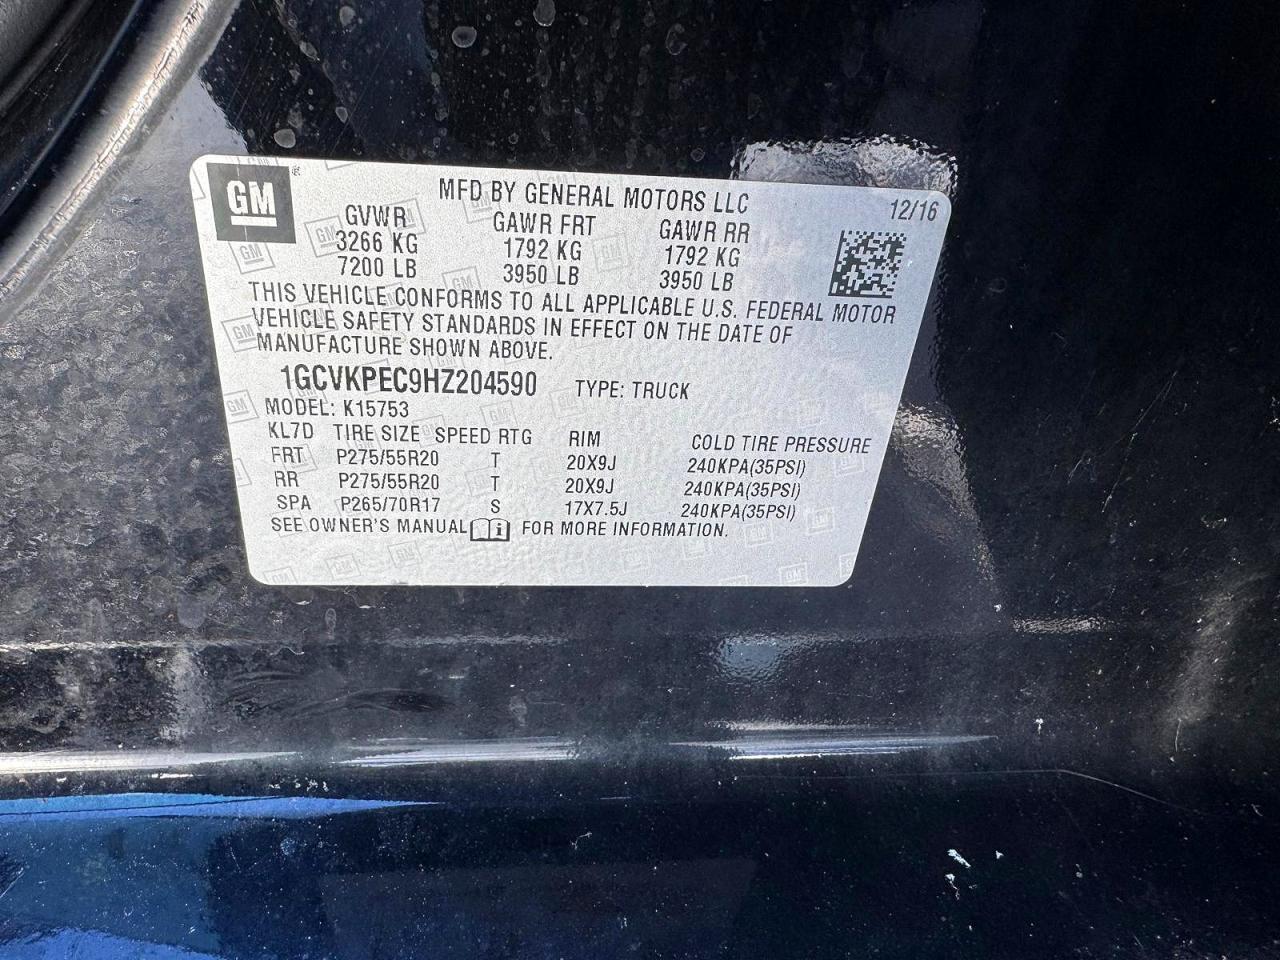 GM
MFD BY GENERAL MOTORS LLC
12/16
GVWR GAWR FRT GAWR RR
3266 KG 1792 KG 1792 KG
7200 LB 3950 LB 3950 LB
THIS VEHICLE CONFORMS TO ALL APPLICABLE U.S. FEDERAL MOTOR
VEHICLE SAFETY STANDARDS IN EFFECT ON THE DATE OF
MANUFACTURE SHOWN ABOVE.
1GCVKPEC9HZ204590 TYPE: TRUCK
MODEL: K15753
KL7D TIRE SIZE SPEED RTG RIM COLD TIRE PRESSURE
FRT P275/55R20 T 20X9J 240KPA(35PSI)
RR P275/55R20 T 20X9J 240KPA(35PSI)
SPA P265/70R17 S 17X7.5J 240KPA(35PSI)
SEE OWNER'S MANUAL FOR MORE INFORMATION.